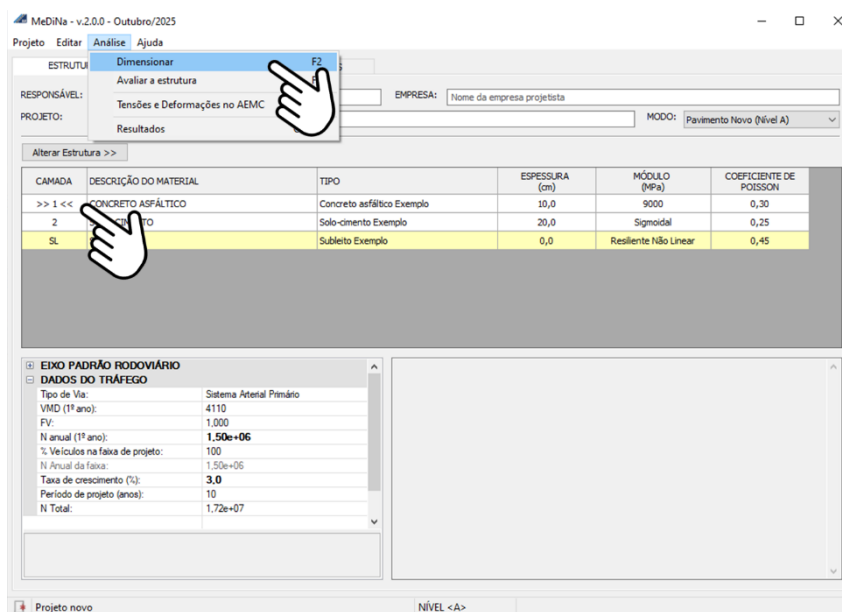 MeDiNa - v.2.0.0 - Outubro/2025
Projeto Editar Análise Ajuda
Dimensionar F2
Avaliar a estrutura
Tensões e Deformações no AEMC
Resultados
RESPONSÁVEL:
EMPRESA: Nome da empresa projetista
PROJETO:
MODO: Pavimento Novo (Nível A)
Alterar Estrutura >>
CAMADA DESCRIÇÃO DO MATERIAL TIPO ESPESSURA (cm) MÓDULO (MPa) COEFICIENTE DE POISSON
>> 1 << CONCRETO ASFÁLTICO Concreto asfáltico Exemplo 10,0 9000 0,30
2 Solo-cimento Exemplo 20,0 Sigmoidal 0,25
SL Subleito Exemplo 0,0 Resiliente Não Linear 0,45
EIXO PADRÃO RODOVIÁRIO
DADOS DO TRÁFEGO
Tipo de Via: Sistema Arterial Primário
VMD (1º ano): 4110
FV: 1,000
N anual (1º ano): 1,50e+06
% Veículos na faixa de projeto: 100
N Anual da faixa: 1,50e+06
Taxa de crescimento (%): 3,0
Período de projeto (anos): 10
N Total: 1,72e+07
Projeto novo
NÍVEL <A>